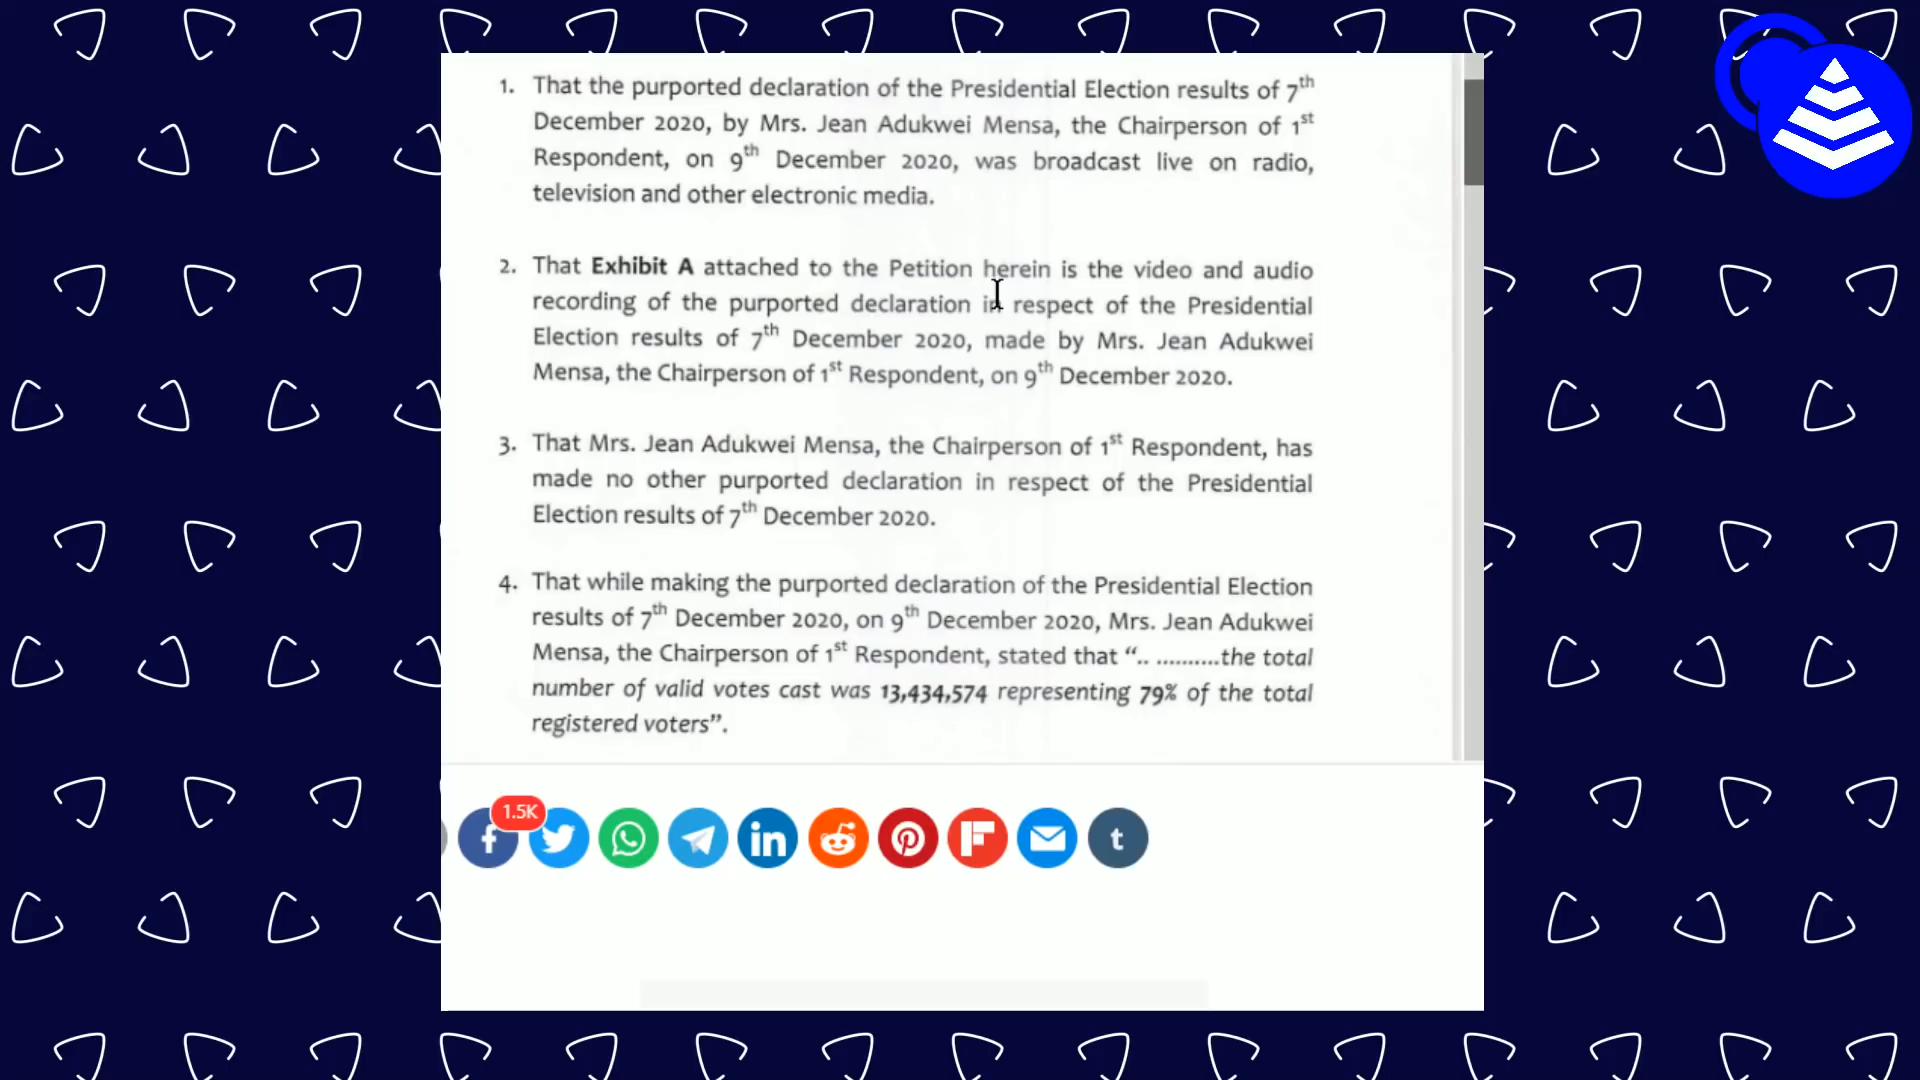 1. That the purported declaration of the Presidential Election results of 7th
December 2020, by Mrs. Jean Adukwei Mensa, the Chairperson of 1st
Respondent, on 9th December 2020, was broadcast live on radio,
television and other electronic media.
2. That Exhibit A attached to the Petition herein is the video and audio
recording of the purported declaration in respect of the Presidential
Election results of 7th December 2020, made by Mrs. Jean Adukwei
Mensa, the Chairperson of 1st Respondent, on 9th December 2020.
3. That Mrs. Jean Adukwei Mensa, the Chairperson of 1st Respondent, has
made no other purported declaration in respect of the Presidential
Election results of 7th December 2020.
4. That while making the purported declaration of the Presidential Election
results of 7th December 2020, on 9th December 2020, Mrs. Jean Adukwei
Mensa, the Chairperson of 1st Respondent, stated that “.. ..........the total
number of valid votes cast was 13,434,574 representing 79% of the total
registered voters”.
1.5K